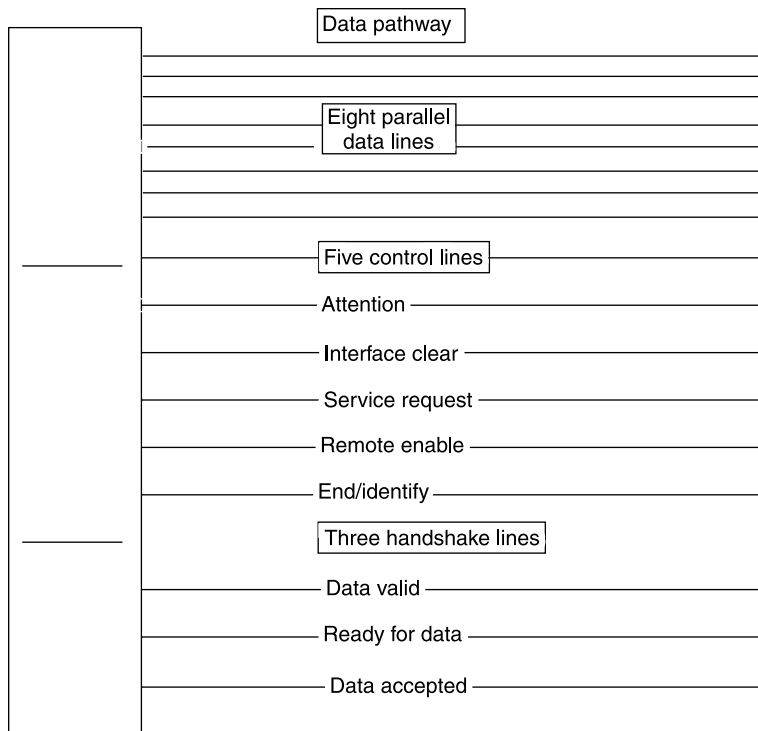 Data pathway
Eight parallel
data lines
Five control lines
Attention
Interface clear
Service request
Remote enable
End/identify
Three handshake lines
Data valid
Ready for data
Data accepted